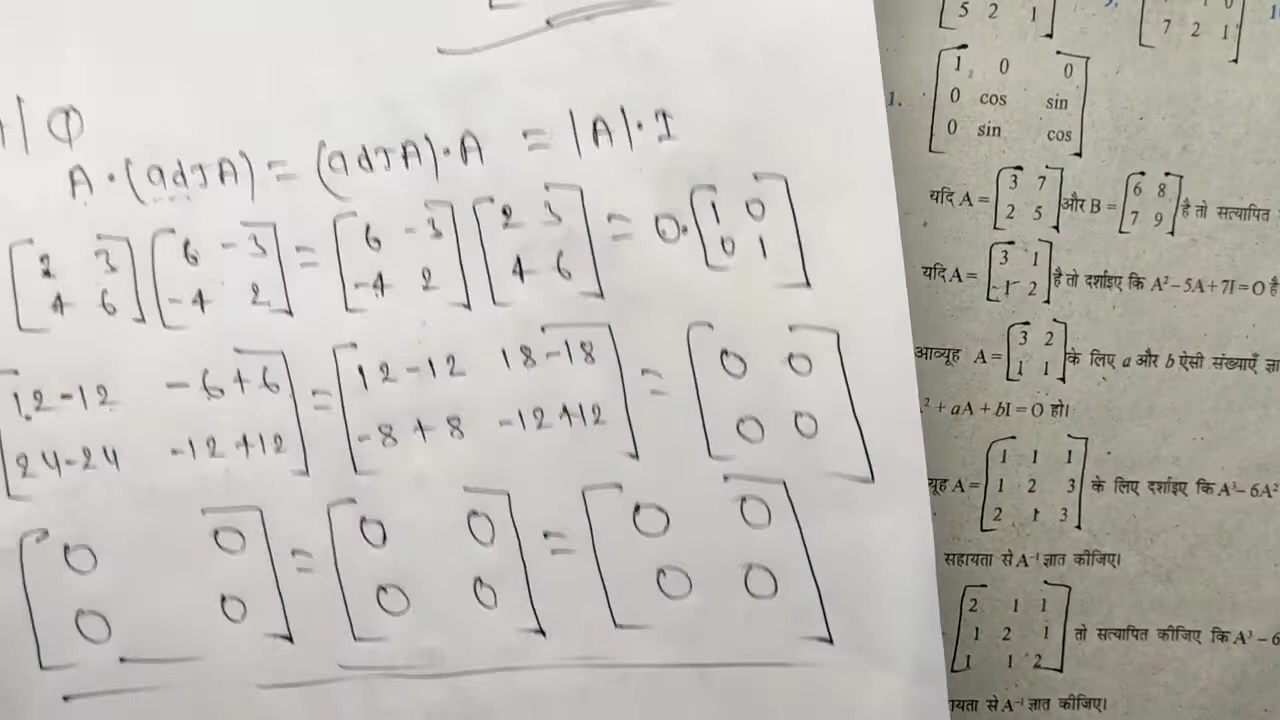 A·(adJA) = (adJA)·A = |A|·I
[2 3 4 6] [6 -3 -4 2] = [6 -3 -4 2] [2 3 4 6] = 0·[1 0 0 1]
[12-12 -6+6 24-24 -12+12] = [12-12 18-18 -8+8 -12+12] = [0 0 0 0]
[0 0 0 0] = [0 0 0 0] = [0 0 0 0]
5 2 1
7 2 1
1.
1 0 0
0 cos sin
0 sin cos
यदि A = [3 7 2 5] और B = [6 8 7 9] है तो सत्यापित
यदि A = [3 1 -1 2] है तो दर्शाइए कि A² – 5A + 7I = O है
आव्यूह A = [3 2 1 1] के लिए a और b ऐसी संख्याएँ
² + aA + bI = O हो।
A = [1 1 1 1 2 3 2 1 3] के लिए दर्शाइए कि A³ – 6A²
सहायता से A⁻¹ ज्ञात कीजिए।
[2 1 1 1 2 1 1 1 2] तो सत्यापित कीजिए कि A³ – 6
से A⁻¹ ज्ञात कीजिए।